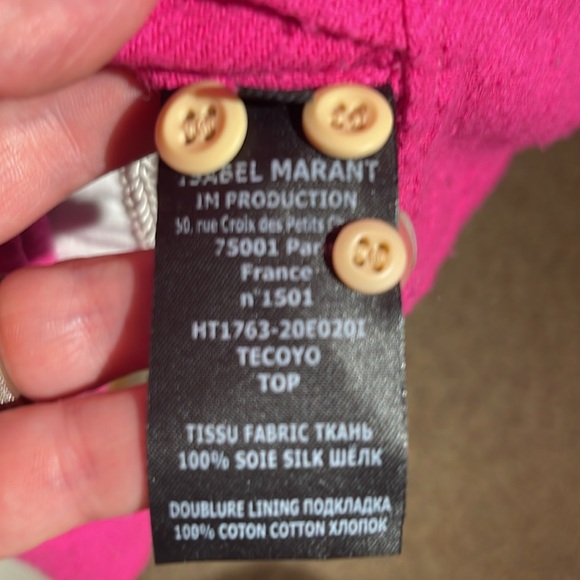 ISABEL MARANT
IM PRODUCTION
50, rue Croix des Petits
75001
France
n°1501
HT1763-20E020I
TECOYO
TOP
TISSU FABRIC ТКАНЬ
100% SOIE SILK ШЁЛК
DOUBLURE LINING ПОДКЛАДКА
100% COTON COTTON ХЛОПОК